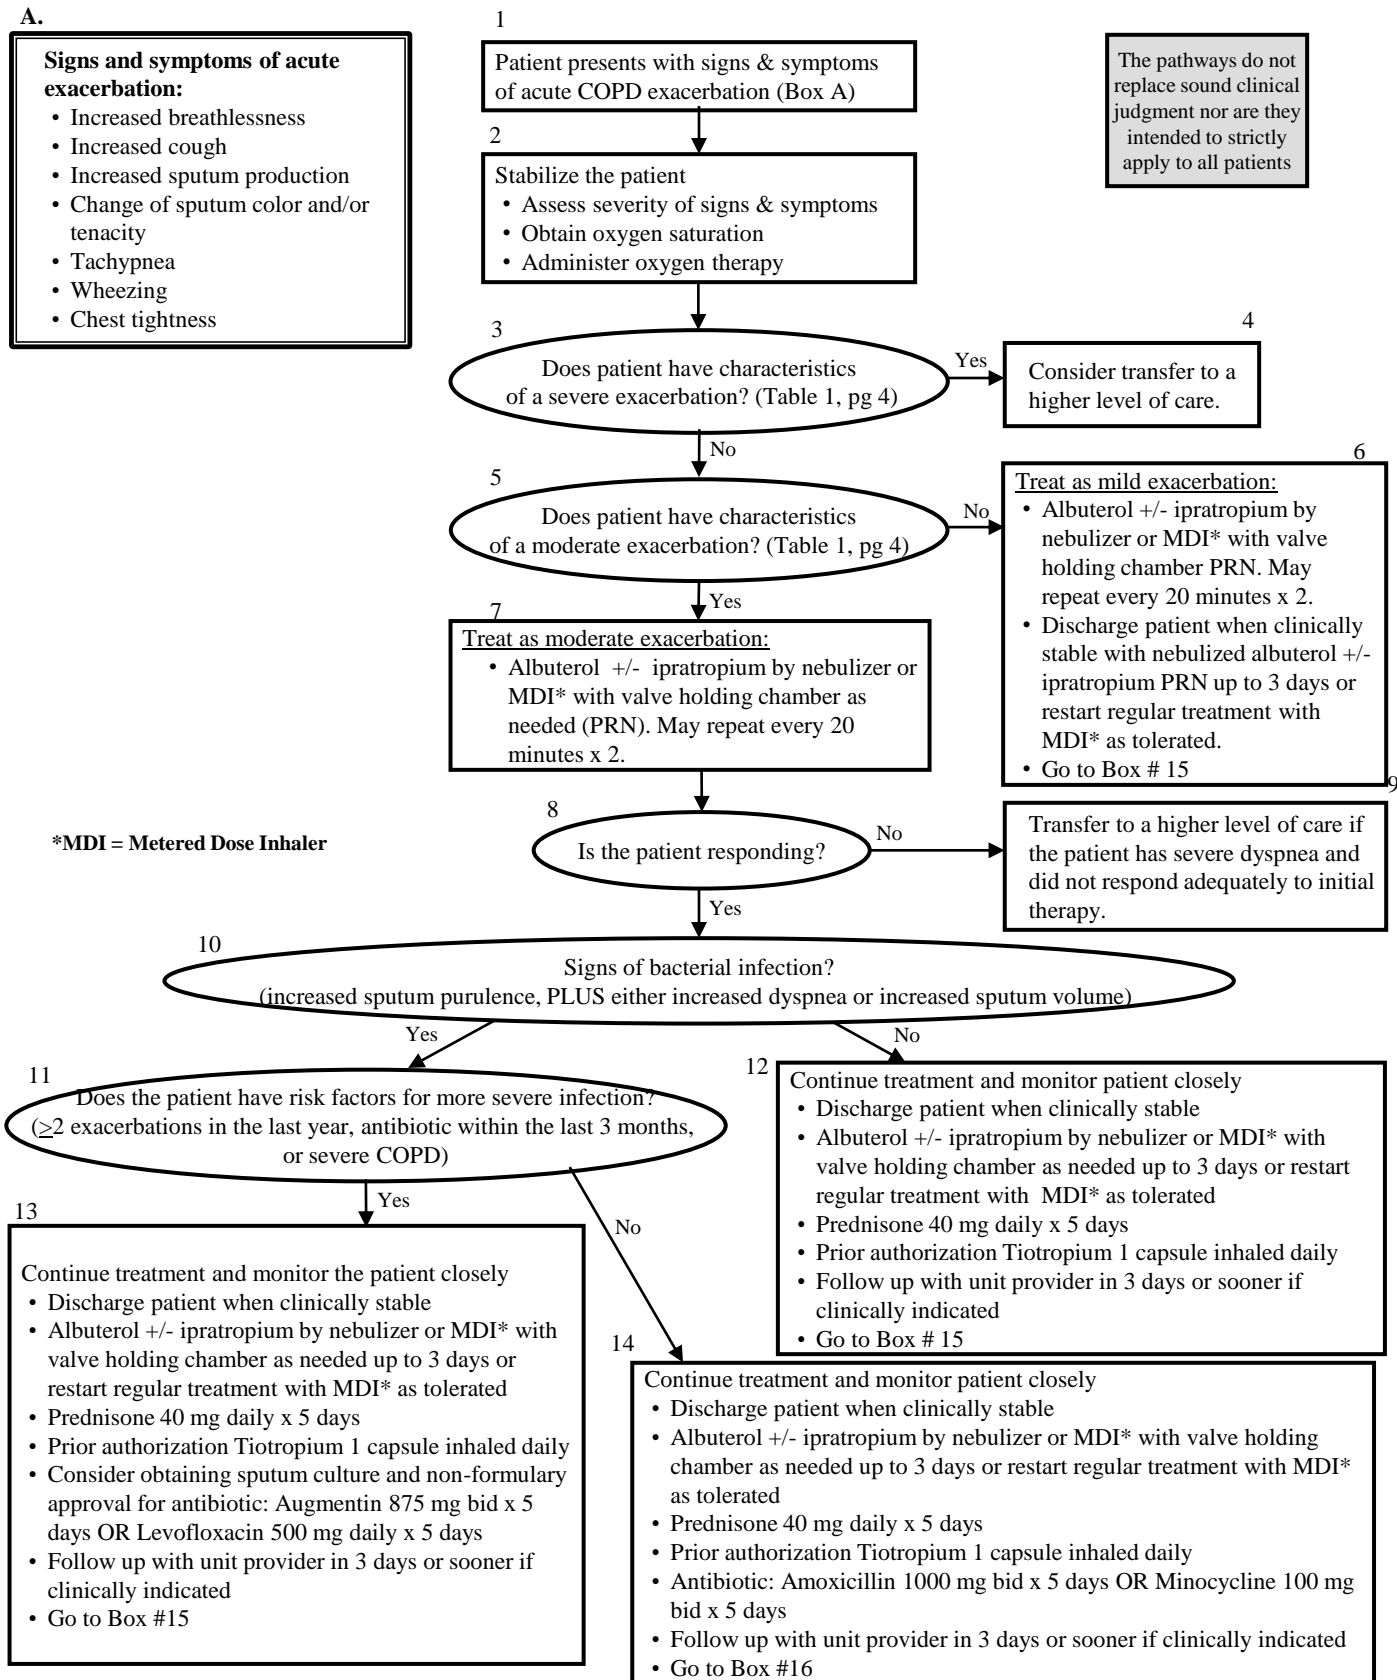 A.
Signs and symptoms of acute
exacerbation:
• Increased breathlessness
• Increased cough
• Increased sputum production
• Change of sputum color and/or
tenacity
• Tachypnea
• Wheezing
• Chest tightness
1
Patient presents with signs & symptoms
of acute COPD exacerbation (Box A)
The pathways do not
replace sound clinical
judgment nor are they
intended to strictly
apply to all patients
2
Stabilize the patient
• Assess severity of signs & symptoms
• Obtain oxygen saturation
• Administer oxygen therapy
3
Does patient have characteristics
of a severe exacerbation? (Table 1, pg 4)
Yes
4
Consider transfer to a
higher level of care.
No
5
Does patient have characteristics
of a moderate exacerbation? (Table 1, pg 4)
No
6
Treat as mild exacerbation:
• Albuterol +/- ipratropium by
nebulizer or MDI* with valve
holding chamber PRN. May
repeat every 20 minutes x 2.
• Discharge patient when clinically
stable with nebulized albuterol +/-
ipratropium PRN up to 3 days or
restart regular treatment with
MDI* as tolerated.
• Go to Box # 15
Yes
7
Treat as moderate exacerbation:
• Albuterol +/- ipratropium by nebulizer or
MDI* with valve holding chamber as
needed (PRN). May repeat every 20
minutes x 2.
*MDI = Metered Dose Inhaler
8
Is the patient responding?
No
9
Transfer to a higher level of care if
the patient has severe dyspnea and
did not respond adequately to initial
therapy.
Yes
10
Signs of bacterial infection?
(increased sputum purulence, PLUS either increased dyspnea or increased sputum volume)
Yes
No
11
Does the patient have risk factors for more severe infection?
(≥2 exacerbations in the last year, antibiotic within the last 3 months,
or severe COPD)
12
Continue treatment and monitor patient closely
• Discharge patient when clinically stable
• Albuterol +/- ipratropium by nebulizer or MDI* with
valve holding chamber as needed up to 3 days or restart
regular treatment with MDI* as tolerated
• Prednisone 40 mg daily x 5 days
• Prior authorization Tiotropium 1 capsule inhaled daily
• Follow up with unit provider in 3 days or sooner if
clinically indicated
• Go to Box # 15
Yes
No
13
Continue treatment and monitor the patient closely
• Discharge patient when clinically stable
• Albuterol +/- ipratropium by nebulizer or MDI* with
valve holding chamber as needed up to 3 days or
restart regular treatment with MDI* as tolerated
• Prednisone 40 mg daily x 5 days
• Prior authorization Tiotropium 1 capsule inhaled daily
• Consider obtaining sputum culture and non-formulary
approval for antibiotic: Augmentin 875 mg bid x 5
days OR Levofloxacin 500 mg daily x 5 days
• Follow up with unit provider in 3 days or sooner if
clinically indicated
• Go to Box #15
14
Continue treatment and monitor patient closely
• Discharge patient when clinically stable
• Albuterol +/- ipratropium by nebulizer or MDI* with valve holding
chamber as needed up to 3 days or restart regular treatment with MDI*
as tolerated
• Prednisone 40 mg daily x 5 days
• Prior authorization Tiotropium 1 capsule inhaled daily
• Antibiotic: Amoxicillin 1000 mg bid x 5 days OR Minocycline 100 mg
bid x 5 days
• Follow up with unit provider in 3 days or sooner if clinically indicated
• Go to Box #16